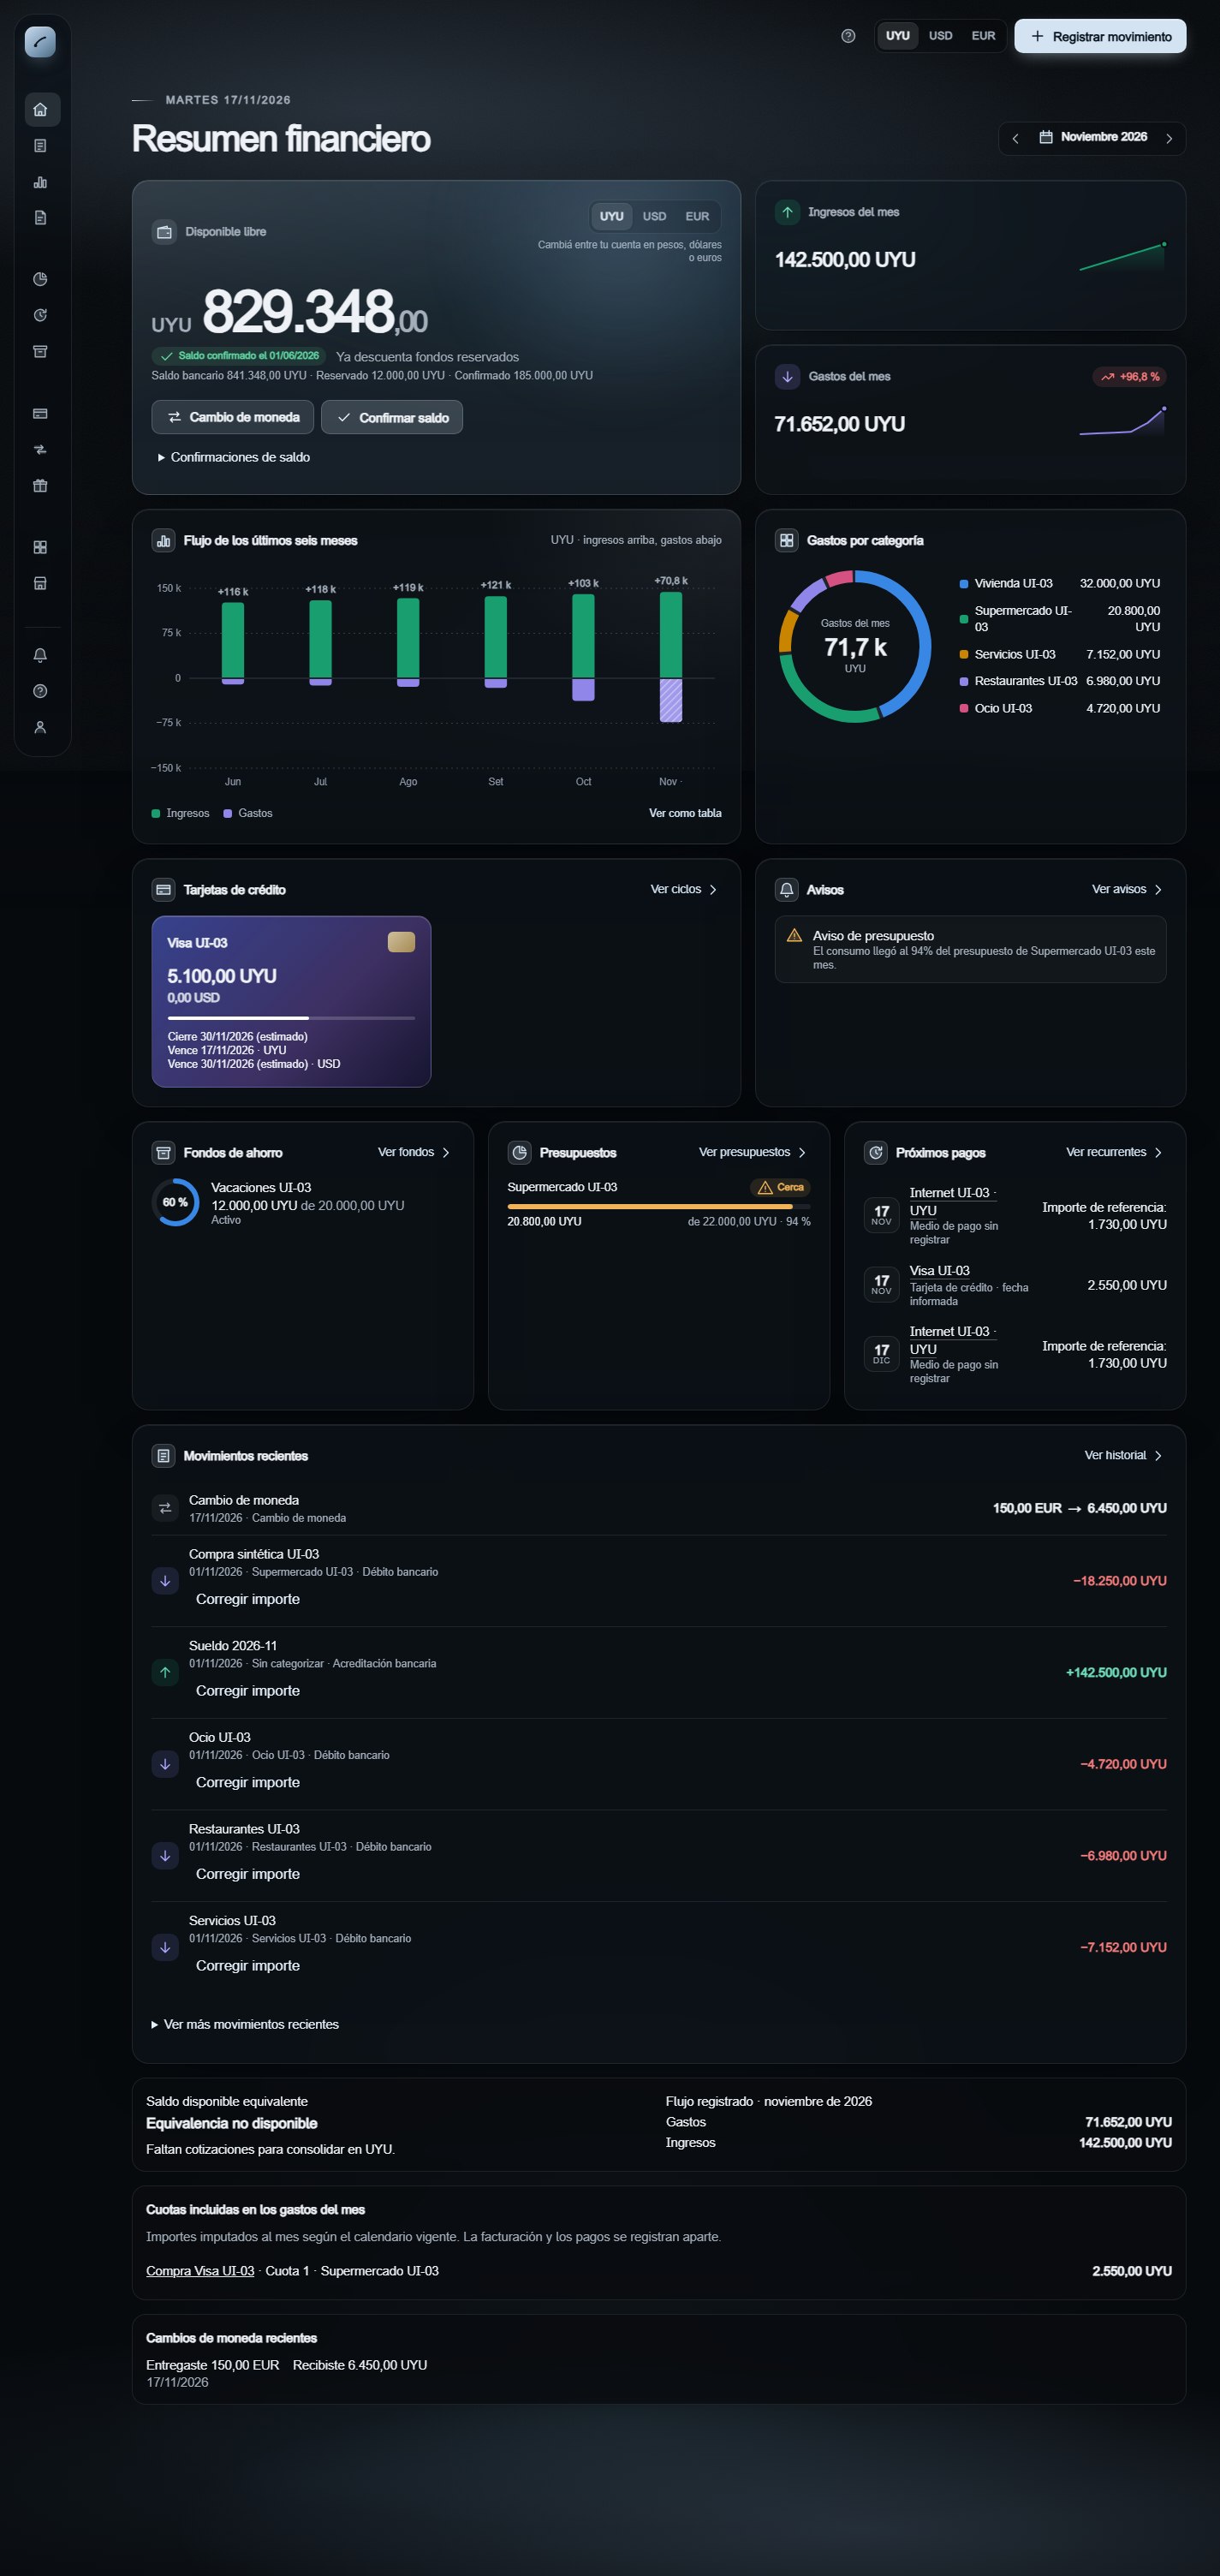 UYU USD EUR
Registrar movimiento
MARTES 17/11/2026
Resumen financiero
Noviembre 2026
Disponible libre
UYU USD EUR
Cambiá entre tu cuenta en pesos, dólares
o euros
UYU 829.348,00
Saldo confirmado el 01/06/2026 Ya descuenta fondos reservados
Saldo bancario 841.348,00 UYU · Reservado 12.000,00 UYU · Confirmado 185.000,00 UYU
Cambio de moneda
Confirmar saldo
Confirmaciones de saldo
Ingresos del mes
142.500,00 UYU
Gastos del mes
+96,8 %
71.652,00 UYU
Flujo de los últimos seis meses
UYU · ingresos arriba, gastos abajo
150 k
75 k
0
−75 k
−150 k
+116 k +118 k +119 k +121 k +103 k +70,8 k
Jun Jul Ago Set Oct Nov ·
Ingresos Gastos
Ver como tabla
Gastos por categoría
Gastos del mes
71,7 k
UYU
Vivienda UI-03 32.000,00 UYU
Supermercado UI-
03
20.800,00
UYU
Servicios UI-03 7.152,00 UYU
Restaurantes UI-03 6.980,00 UYU
Ocio UI-03 4.720,00 UYU
Tarjetas de crédito
Ver ciclos
Visa UI-03
5.100,00 UYU
0,00 USD
Cierre 30/11/2026 (estimado)
Vence 17/11/2026 · UYU
Vence 30/11/2026 (estimado) · USD
Avisos
Ver avisos
Aviso de presupuesto
El consumo llegó al 94% del presupuesto de Supermercado UI-03 este
mes.
Fondos de ahorro
Ver fondos
60 %
Vacaciones UI-03
12.000,00 UYU de 20.000,00 UYU
Activo
Presupuestos
Ver presupuestos
Supermercado UI-03
Cerca
20.800,00 UYU
de 22.000,00 UYU · 94 %
Próximos pagos
Ver recurrentes
17
NOV
Internet UI-03 ·
UYU
Medio de pago sin
registrar
Importe de referencia:
1.730,00 UYU
17
NOV
Visa UI-03
Tarjeta de crédito · fecha
informada
2.550,00 UYU
17
DIC
Internet UI-03 ·
UYU
Medio de pago sin
registrar
Importe de referencia:
1.730,00 UYU
Movimientos recientes
Ver historial
Cambio de moneda
17/11/2026 · Cambio de moneda
150,00 EUR → 6.450,00 UYU
Compra sintética UI-03
01/11/2026 · Supermercado UI-03 · Débito bancario
Corregir importe
−18.250,00 UYU
Sueldo 2026-11
01/11/2026 · Sin categorizar · Acreditación bancaria
Corregir importe
+142.500,00 UYU
Ocio UI-03
01/11/2026 · Ocio UI-03 · Débito bancario
Corregir importe
−4.720,00 UYU
Restaurantes UI-03
01/11/2026 · Restaurantes UI-03 · Débito bancario
Corregir importe
−6.980,00 UYU
Servicios UI-03
01/11/2026 · Servicios UI-03 · Débito bancario
Corregir importe
−7.152,00 UYU
Ver más movimientos recientes
Saldo disponible equivalente
Equivalencia no disponible
Faltan cotizaciones para consolidar en UYU.
Flujo registrado · noviembre de 2026
Gastos 71.652,00 UYU
Ingresos 142.500,00 UYU
Cuotas incluidas en los gastos del mes
Importes imputados al mes según el calendario vigente. La facturación y los pagos se registran aparte.
Compra Visa UI-03 · Cuota 1 · Supermercado UI-03 2.550,00 UYU
Cambios de moneda recientes
Entregaste 150,00 EUR Recibiste 6.450,00 UYU
17/11/2026